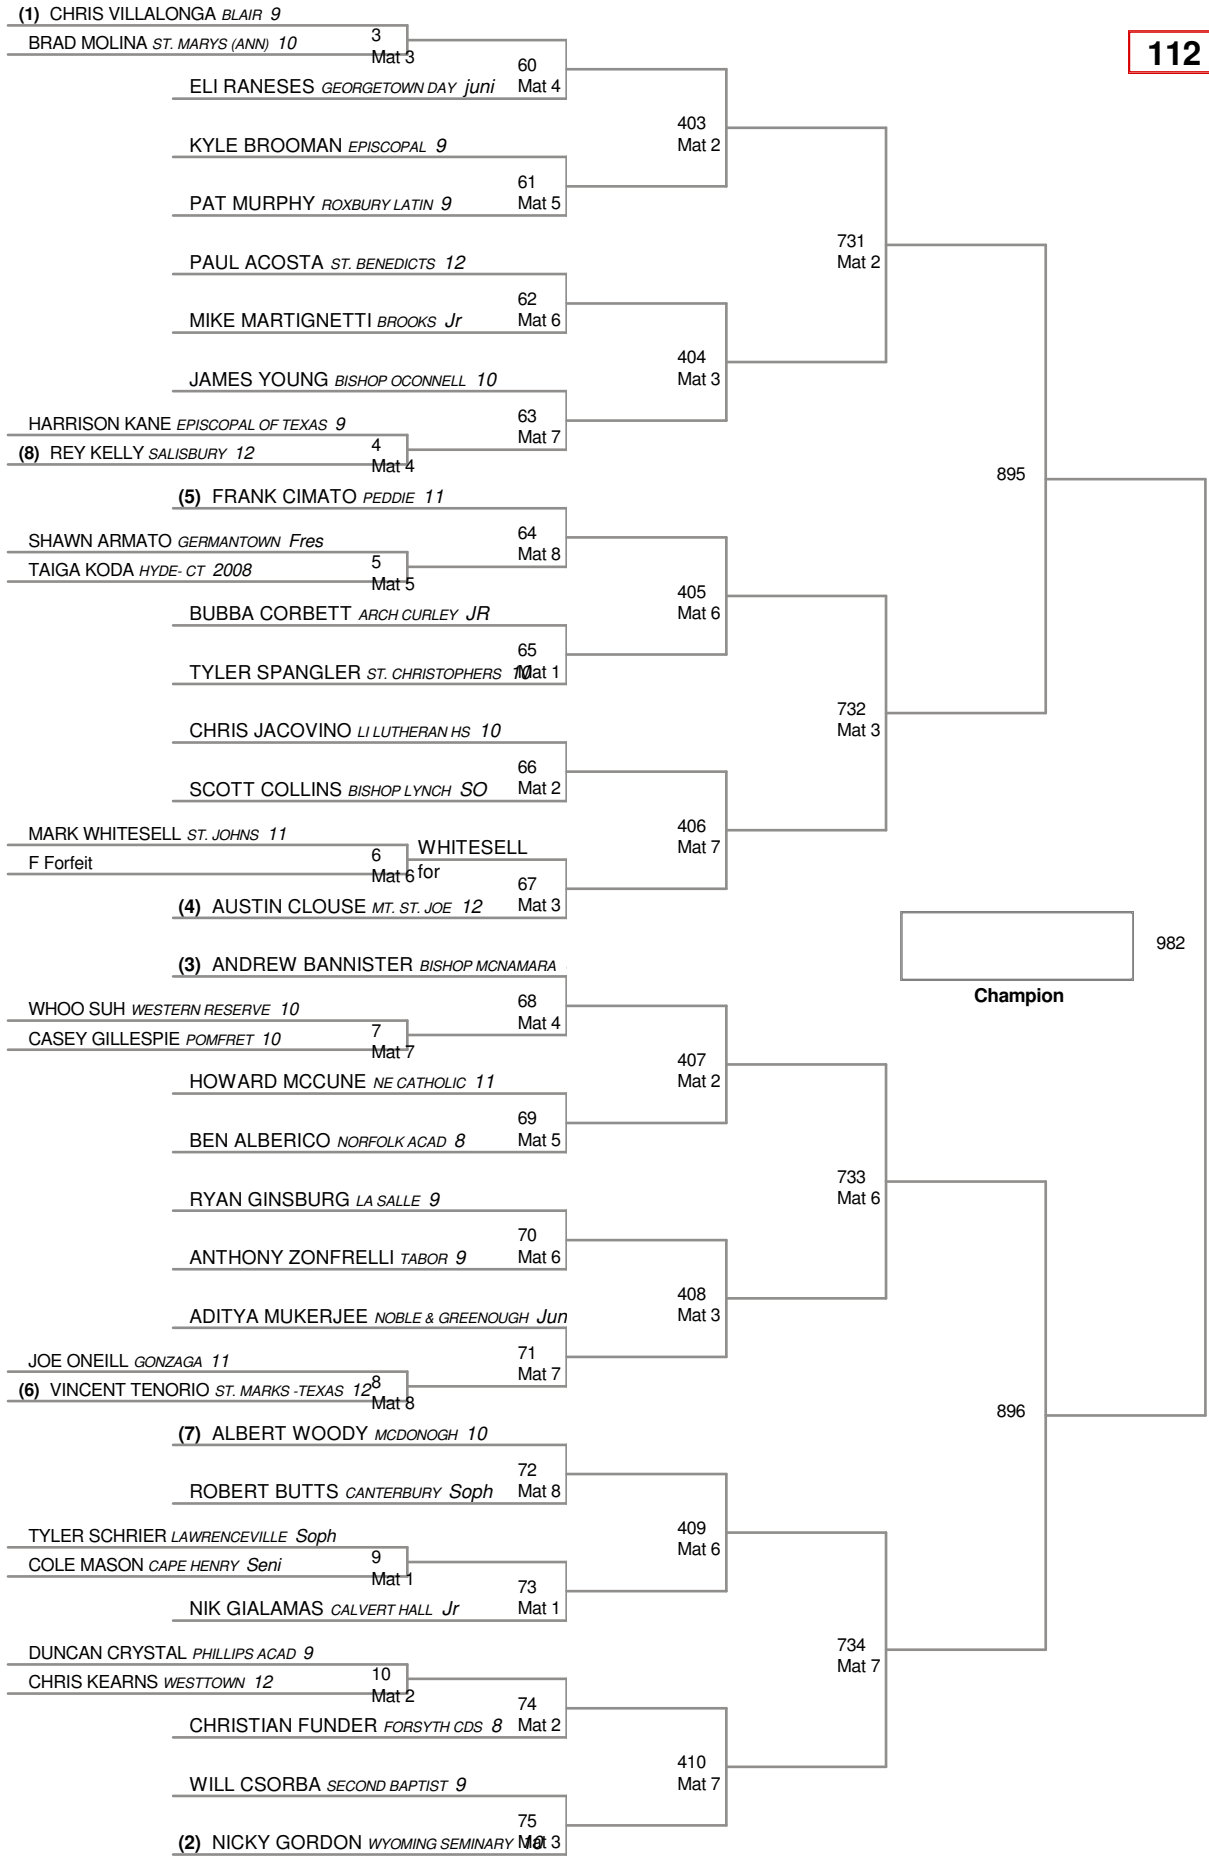 (1) CHRIS VILLALONGA BLAIR 9
BRAD MOLINA ST. MARYS (ANN) 10
3
Mat 3
112
60
ELI RANESES GEORGETOWN DAY juni
Mat 4
403
Mat 2
KYLE BROOMAN EPISCOPAL 9
61
PAT MURPHY ROXBURY LATIN 9
Mat 5
731
Mat 2
PAUL ACOSTA ST. BENEDICTS 12
62
MIKE MARTIGNETTI BROOKS Jr
Mat 6
404
Mat 3
JAMES YOUNG BISHOP OCONNELL 10
63
Mat 7
HARRISON KANE EPISCOPAL OF TEXAS 9
(8) REY KELLY SALISBURY 12
4
Mat 4
895
(5) FRANK CIMATO PEDDIE 11
64
Mat 8
SHAWN ARMATO GERMANTOWN Fres
TAIGA KODA HYDE- CT 2008
5
Mat 5
405
Mat 6
BUBBA CORBETT ARCH CURLEY JR
65
TYLER SPANGLER ST. CHRISTOPHERS 10
Mat 1
732
Mat 3
CHRIS JACOVINO LI LUTHERAN HS 10
66
SCOTT COLLINS BISHOP LYNCH SO
Mat 2
406
Mat 7
MARK WHITESELL ST. JOHNS 11
F Forfeit
6
Mat 6
WHITESELL
for
67
(4) AUSTIN CLOUSE MT. ST. JOE 12
Mat 3
982
Champion
(3) ANDREW BANNISTER BISHOP MCNAMARA
68
Mat 4
WHOO SUH WESTERN RESERVE 10
CASEY GILLESPIE POMFRET 10
7
Mat 7
407
Mat 2
HOWARD MCCUNE NE CATHOLIC 11
69
BEN ALBERICO NORFOLK ACAD 8
Mat 5
733
Mat 6
RYAN GINSBURG LA SALLE 9
70
ANTHONY ZONFRELLI TABOR 9
Mat 6
408
Mat 3
ADITYA MUKERJEE NOBLE & GREENOUGH Jun
71
Mat 7
JOE ONEILL GONZAGA 11
(6) VINCENT TENORIO ST. MARKS -TEXAS 12
8
Mat 8
896
(7) ALBERT WOODY MCDONOGH 10
72
ROBERT BUTTS CANTERBURY Soph
Mat 8
409
Mat 6
TYLER SCHRIER LAWRENCEVILLE Soph
COLE MASON CAPE HENRY Seni
9
Mat 1
73
NIK GIALAMAS CALVERT HALL Jr
Mat 1
734
Mat 7
DUNCAN CRYSTAL PHILLIPS ACAD 9
CHRIS KEARNS WESTTOWN 12
10
Mat 2
74
CHRISTIAN FUNDER FORSYTH CDS 8
Mat 2
410
Mat 7
WILL CSORBA SECOND BAPTIST 9
75
(2) NICKY GORDON WYOMING SEMINARY 10
Mat 3